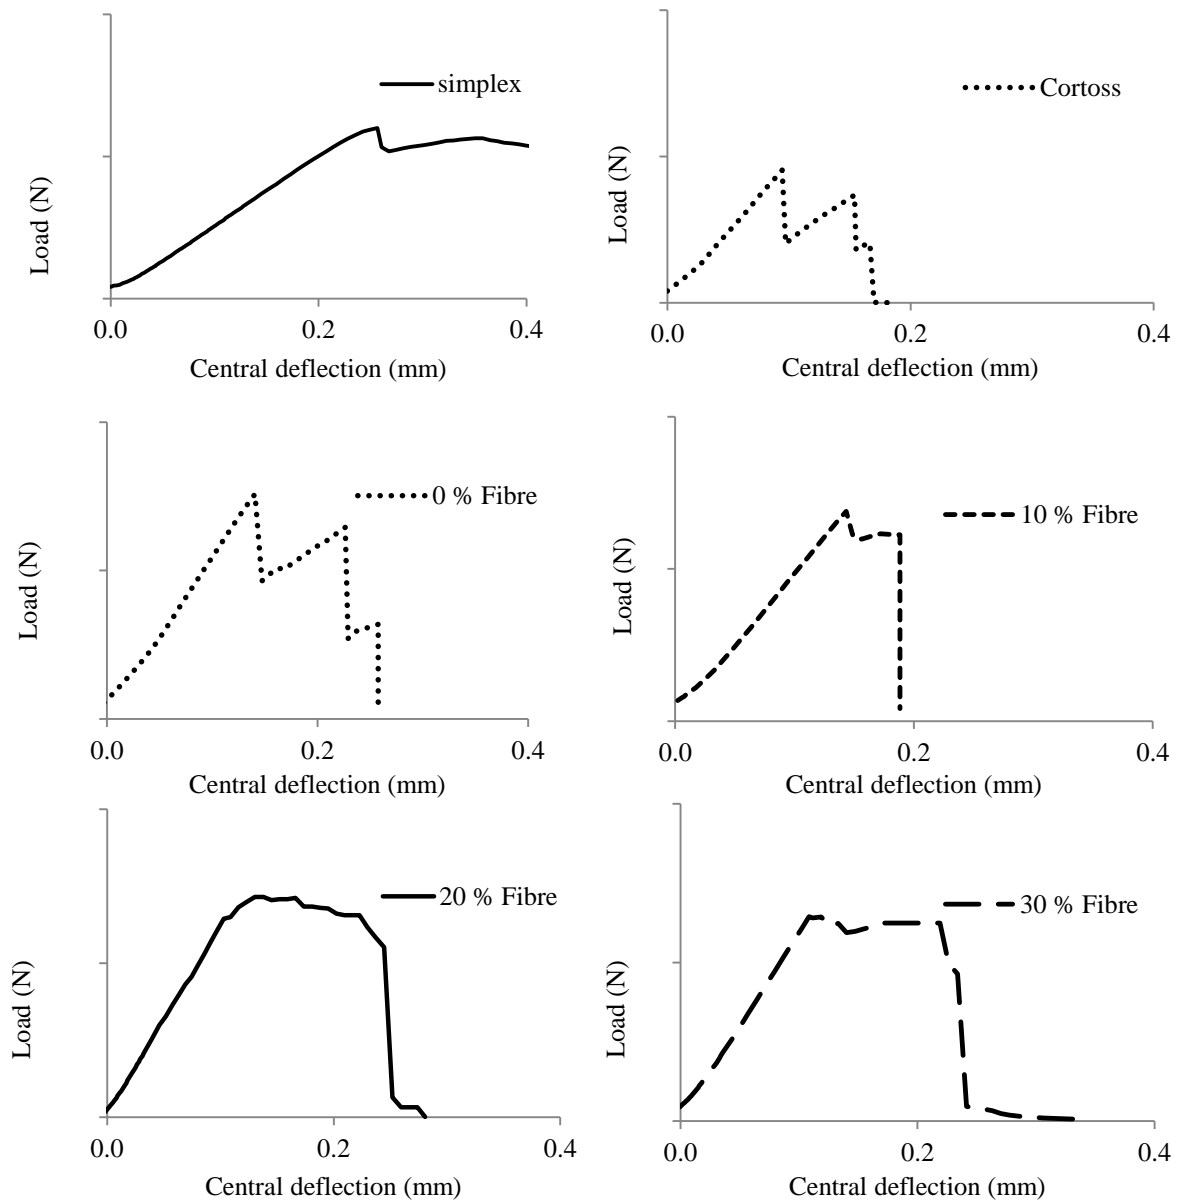 simplex
Load (N)
0.0 0.2 0.4
Central deflection (mm)
Cortoss
Load (N)
0.0 0.2 0.4
Central deflection (mm)
0 % Fibre
Load (N)
0.0 0.2 0.4
Central deflection (mm)
10 % Fibre
Load (N)
0.0 0.2 0.4
Central deflection (mm)
20 % Fibre
Load (N)
0.0 0.2 0.4
Central deflection (mm)
30 % Fibre
Load (N)
0.0 0.2 0.4
Central deflection (mm)